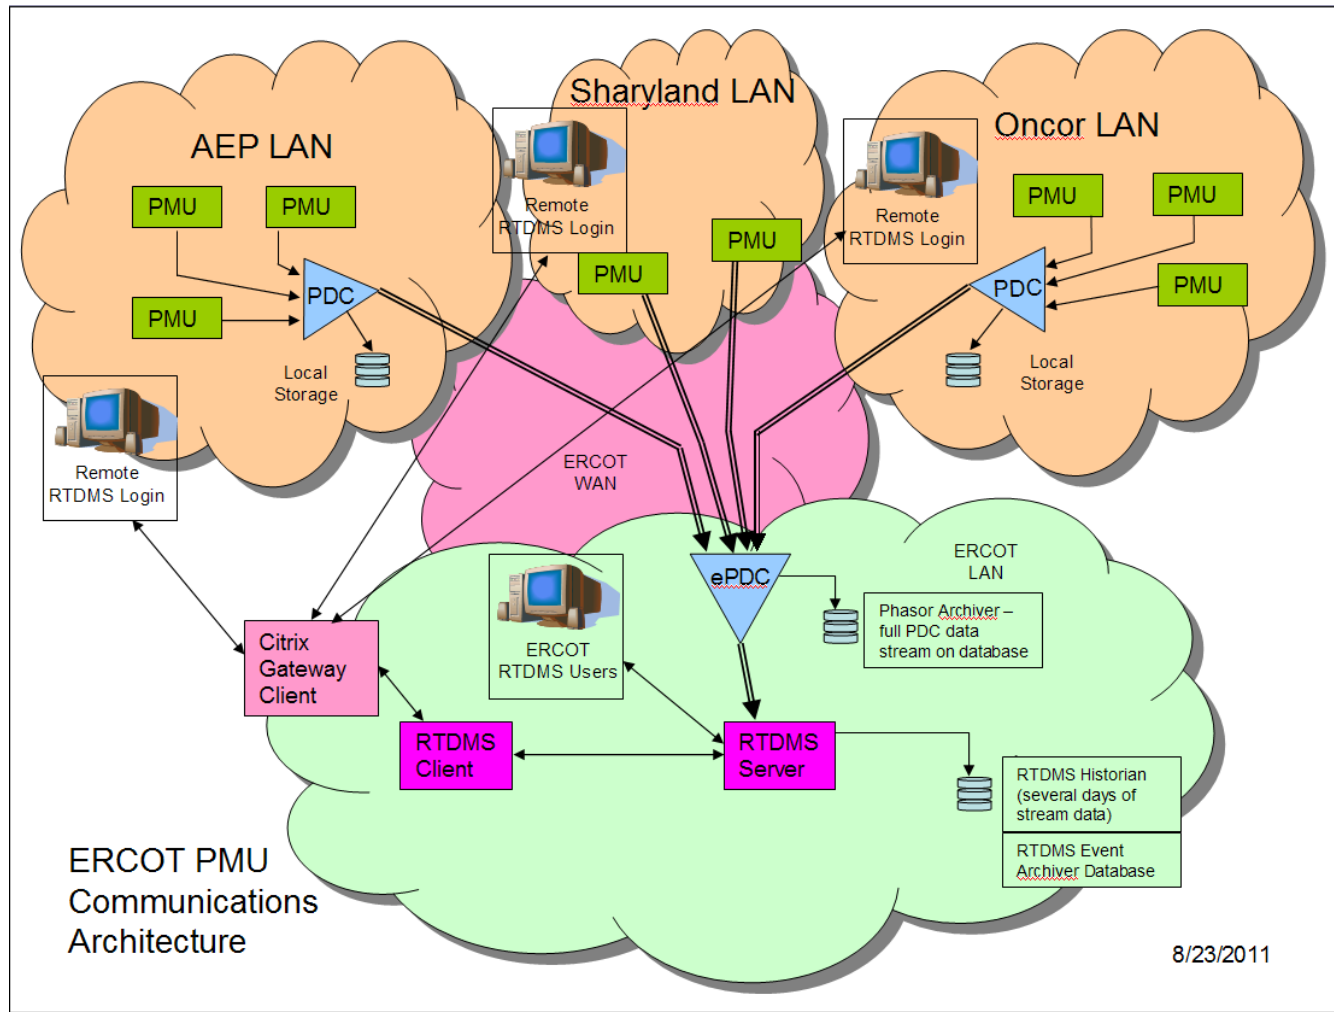 Sharyland LAN
AEP LAN
Oncor LAN
PMU
PMU
PMU
PDC
Local
Storage
Remote
RTDMS Login
Remote
RTDMS Login
PMU
PMU
Remote
RTDMS Login
PMU
PMU
PMU
PDC
Local
Storage
ERCOT
WAN
ERCOT
LAN
ePDC
Phasor Archiver –
full PDC data
stream on database
ERCOT
RTDMS Users
Citrix
Gateway
Client
RTDMS
Client
RTDMS
Server
RTDMS Historian
(several days of
stream data)
RTDMS Event
Archiver Database
ERCOT PMU
Communications
Architecture
8/23/2011